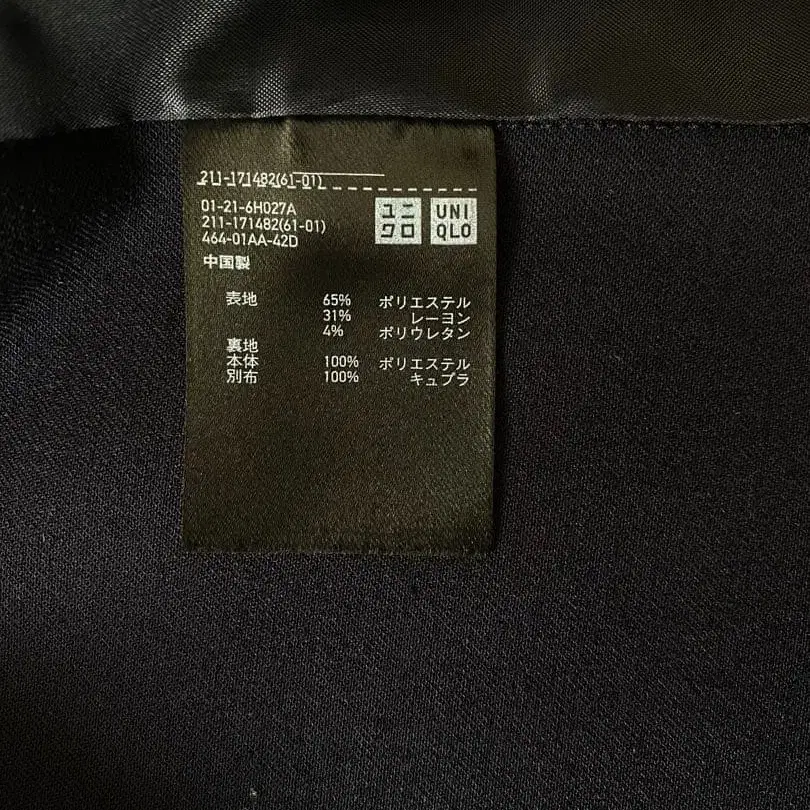 211-171482(61-01)
01-21-6H027A
211-171482(61-01)
464-01AA-42D
ユニクロ
UNIQLO
中国製
表地 65% ポリエステル
31% レーヨン
4% ポリウレタン
裏地
本体 100% ポリエステル
別布 100% キュプラ